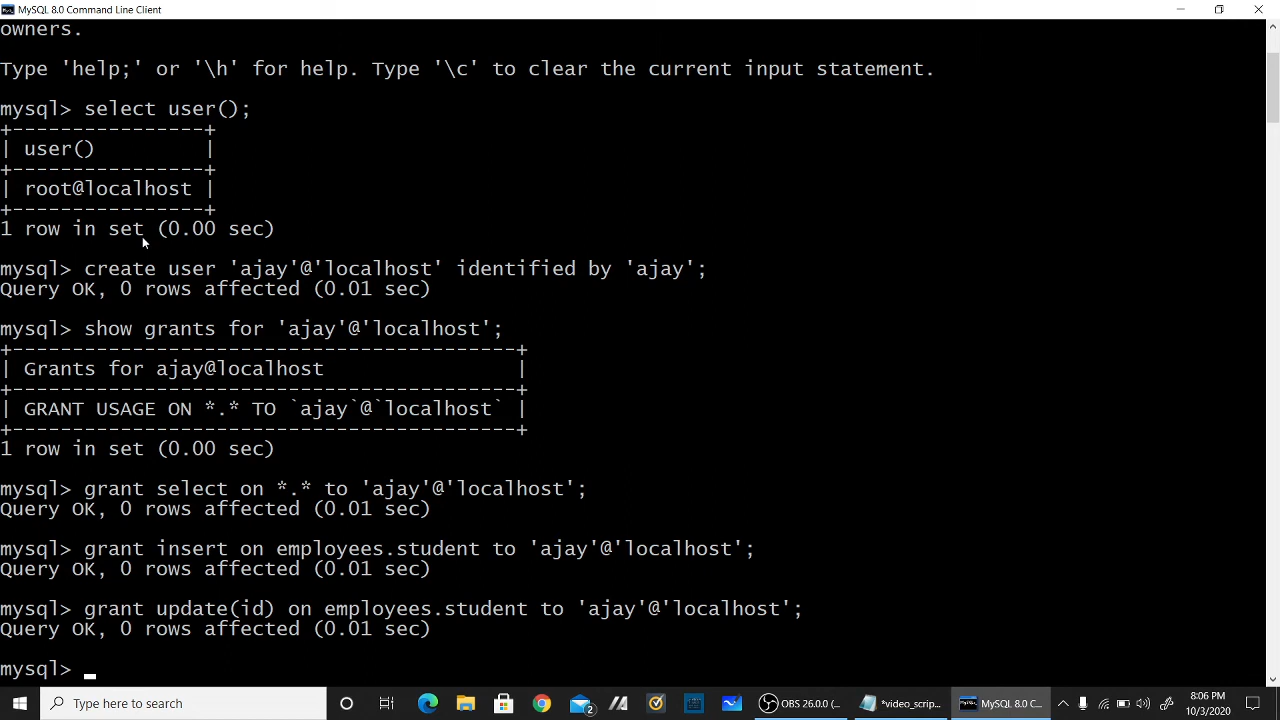 MySQL 8.0 Command Line Client
owners.
Type 'help;' or '\h' for help. Type '\c' to clear the current input statement.
mysql> select user();
+----------------+
| user()         |
+----------------+
| root@localhost |
+----------------+
1 row in set (0.00 sec)
mysql> create user 'ajay'@'localhost' identified by 'ajay';
Query OK, 0 rows affected (0.01 sec)
mysql> show grants for 'ajay'@'localhost';
+------------------------------------------+
| Grants for ajay@localhost                |
+------------------------------------------+
| GRANT USAGE ON *.* TO `ajay`@`localhost` |
+------------------------------------------+
1 row in set (0.00 sec)
mysql> grant select on *.* to 'ajay'@'localhost';
Query OK, 0 rows affected (0.01 sec)
mysql> grant insert on employees.student to 'ajay'@'localhost';
Query OK, 0 rows affected (0.01 sec)
mysql> grant update(id) on employees.student to 'ajay'@'localhost';
Query OK, 0 rows affected (0.01 sec)
mysql>
Type here to search
2
OBS 26.0.0 (...
*video_scrip...
MySQL 8.0 C...
8:06 PM
10/3/2020